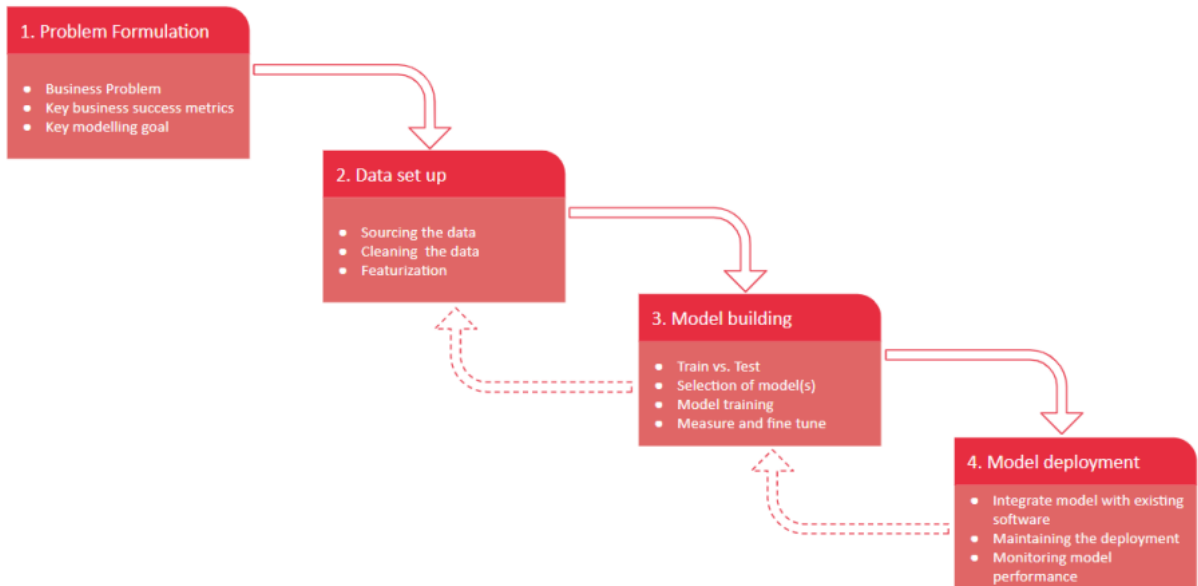 1. Problem Formulation
● Business Problem
● Key business success metrics
● Key modelling goal
2. Data set up
● Sourcing the data
● Cleaning  the data
● Featurization
3. Model building
● Train vs. Test
● Selection of model(s)
● Model training
● Measure and fine tune
4. Model deployment
● Integrate model with existing
software
● Maintaining the deployment
● Monitoring model
performance